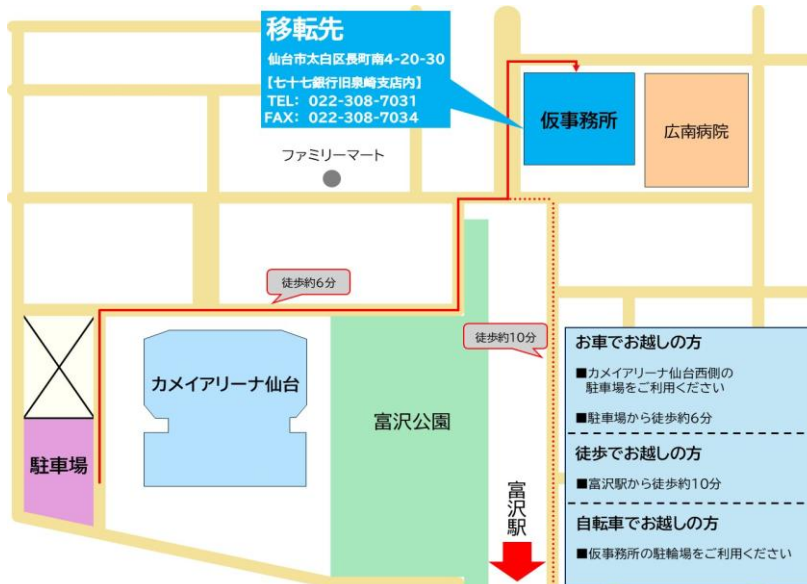 移転先
仙台市太白区長町南4-20-30
【七十七銀行旧泉崎支店内】
TEL: 022-308-7031
FAX: 022-308-7034
仮事務所
広南病院
ファミリーマート
徒歩約6分
徒歩約10分
カメイアリーナ仙台
富沢公園
駐車場
富沢駅
お車でお越しの方
■カメイアリーナ仙台西側の
駐車場をご利用ください
■駐車場から徒歩約6分
徒歩でお越しの方
■富沢駅から徒歩約10分
自転車でお越しの方
■仮事務所の駐輪場をご利用ください